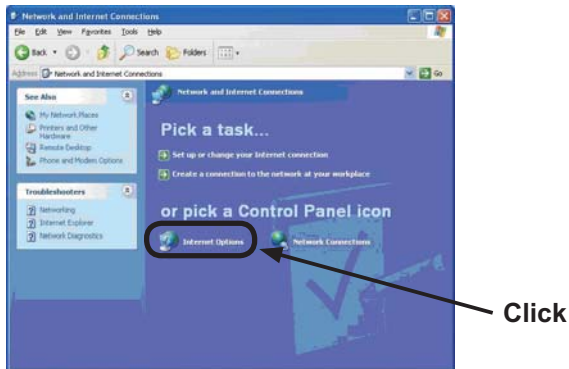 Network and Internet Connections
File Edit View Favorites Tools Help
Back Search Folders
Address Network and Internet Connections Go
See Also
My Network Places
Printers and Other
Hardware
Remote Desktop
Phone and Modem Options
Troubleshooters
Networking
Internet Explorer
Network Diagnostics
Network and Internet Connections
Pick a task...
Set up or change your Internet connection
Create a connection to the network at your workplace
or pick a Control Panel icon
Internet Options Network Connections
Click